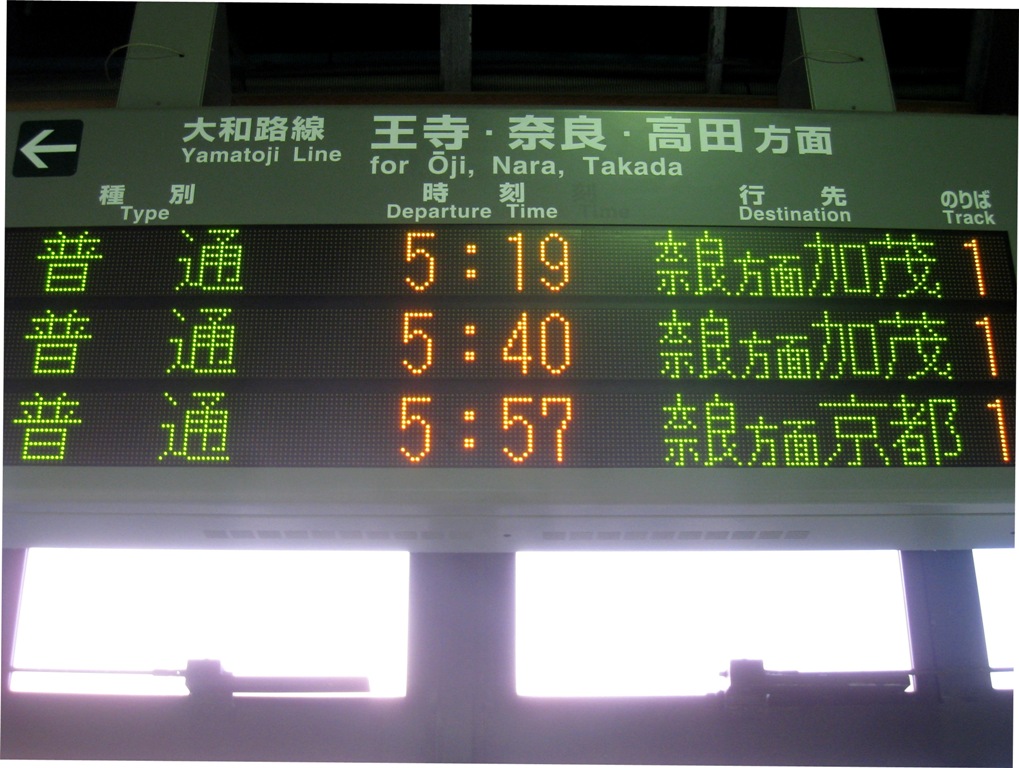 大和路線 王寺・奈良・高田方面
Yamatoji Line for Ōji, Nara, Takada
種別 時刻 行先 のりば
Type Departure Time Destination Track
普通 5:19 奈良方面加茂 1
普通 5:40 奈良方面加茂 1
普通 5:57 奈良方面京都 1